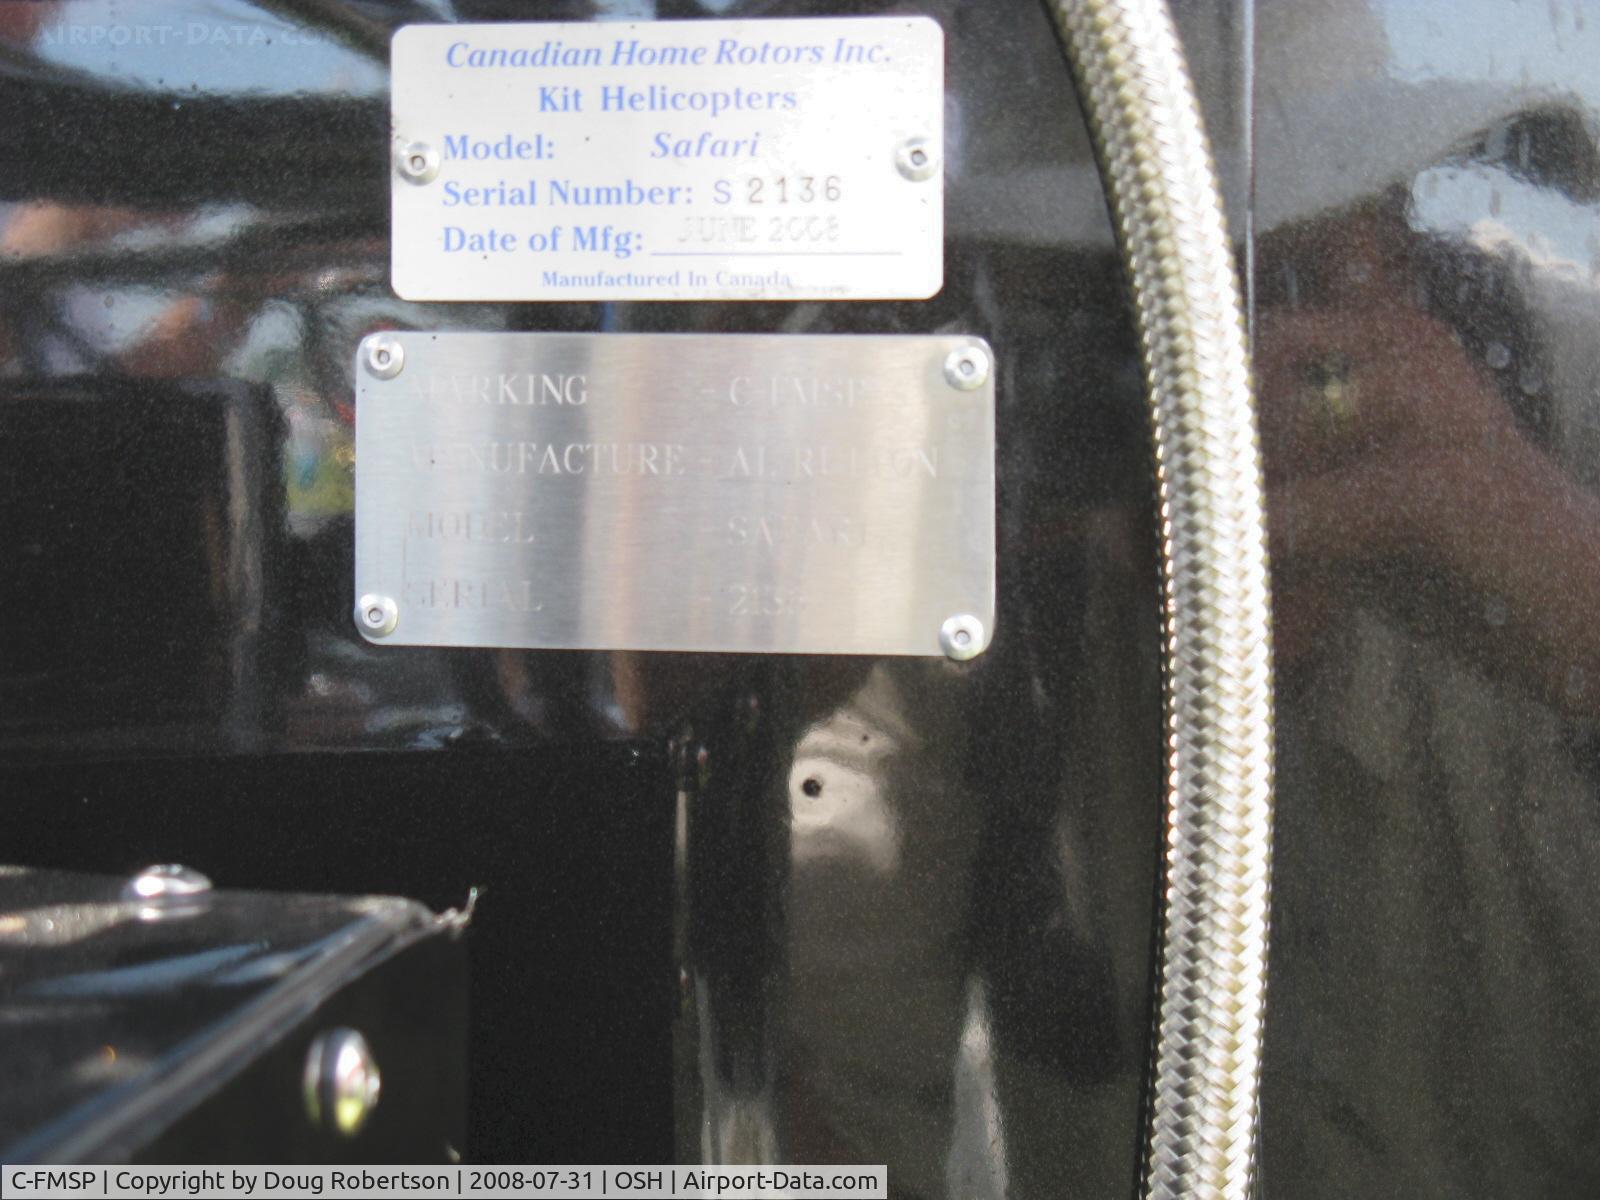 AIRPORT-DATA.COM
Canadian Home Rotors Inc.
Kit Helicopters
Model: Safari
Serial Number: S 2136
Date of Mfg: JUNE 2008
Manufactured In Canada
MARKING - C-FMSP
MANUFACTURE - AL
MODEL - SAFARI
SERIAL - 2136
C-FMSP | Copyright by Doug Robertson | 2008-07-31 | OSH | Airport-Data.com